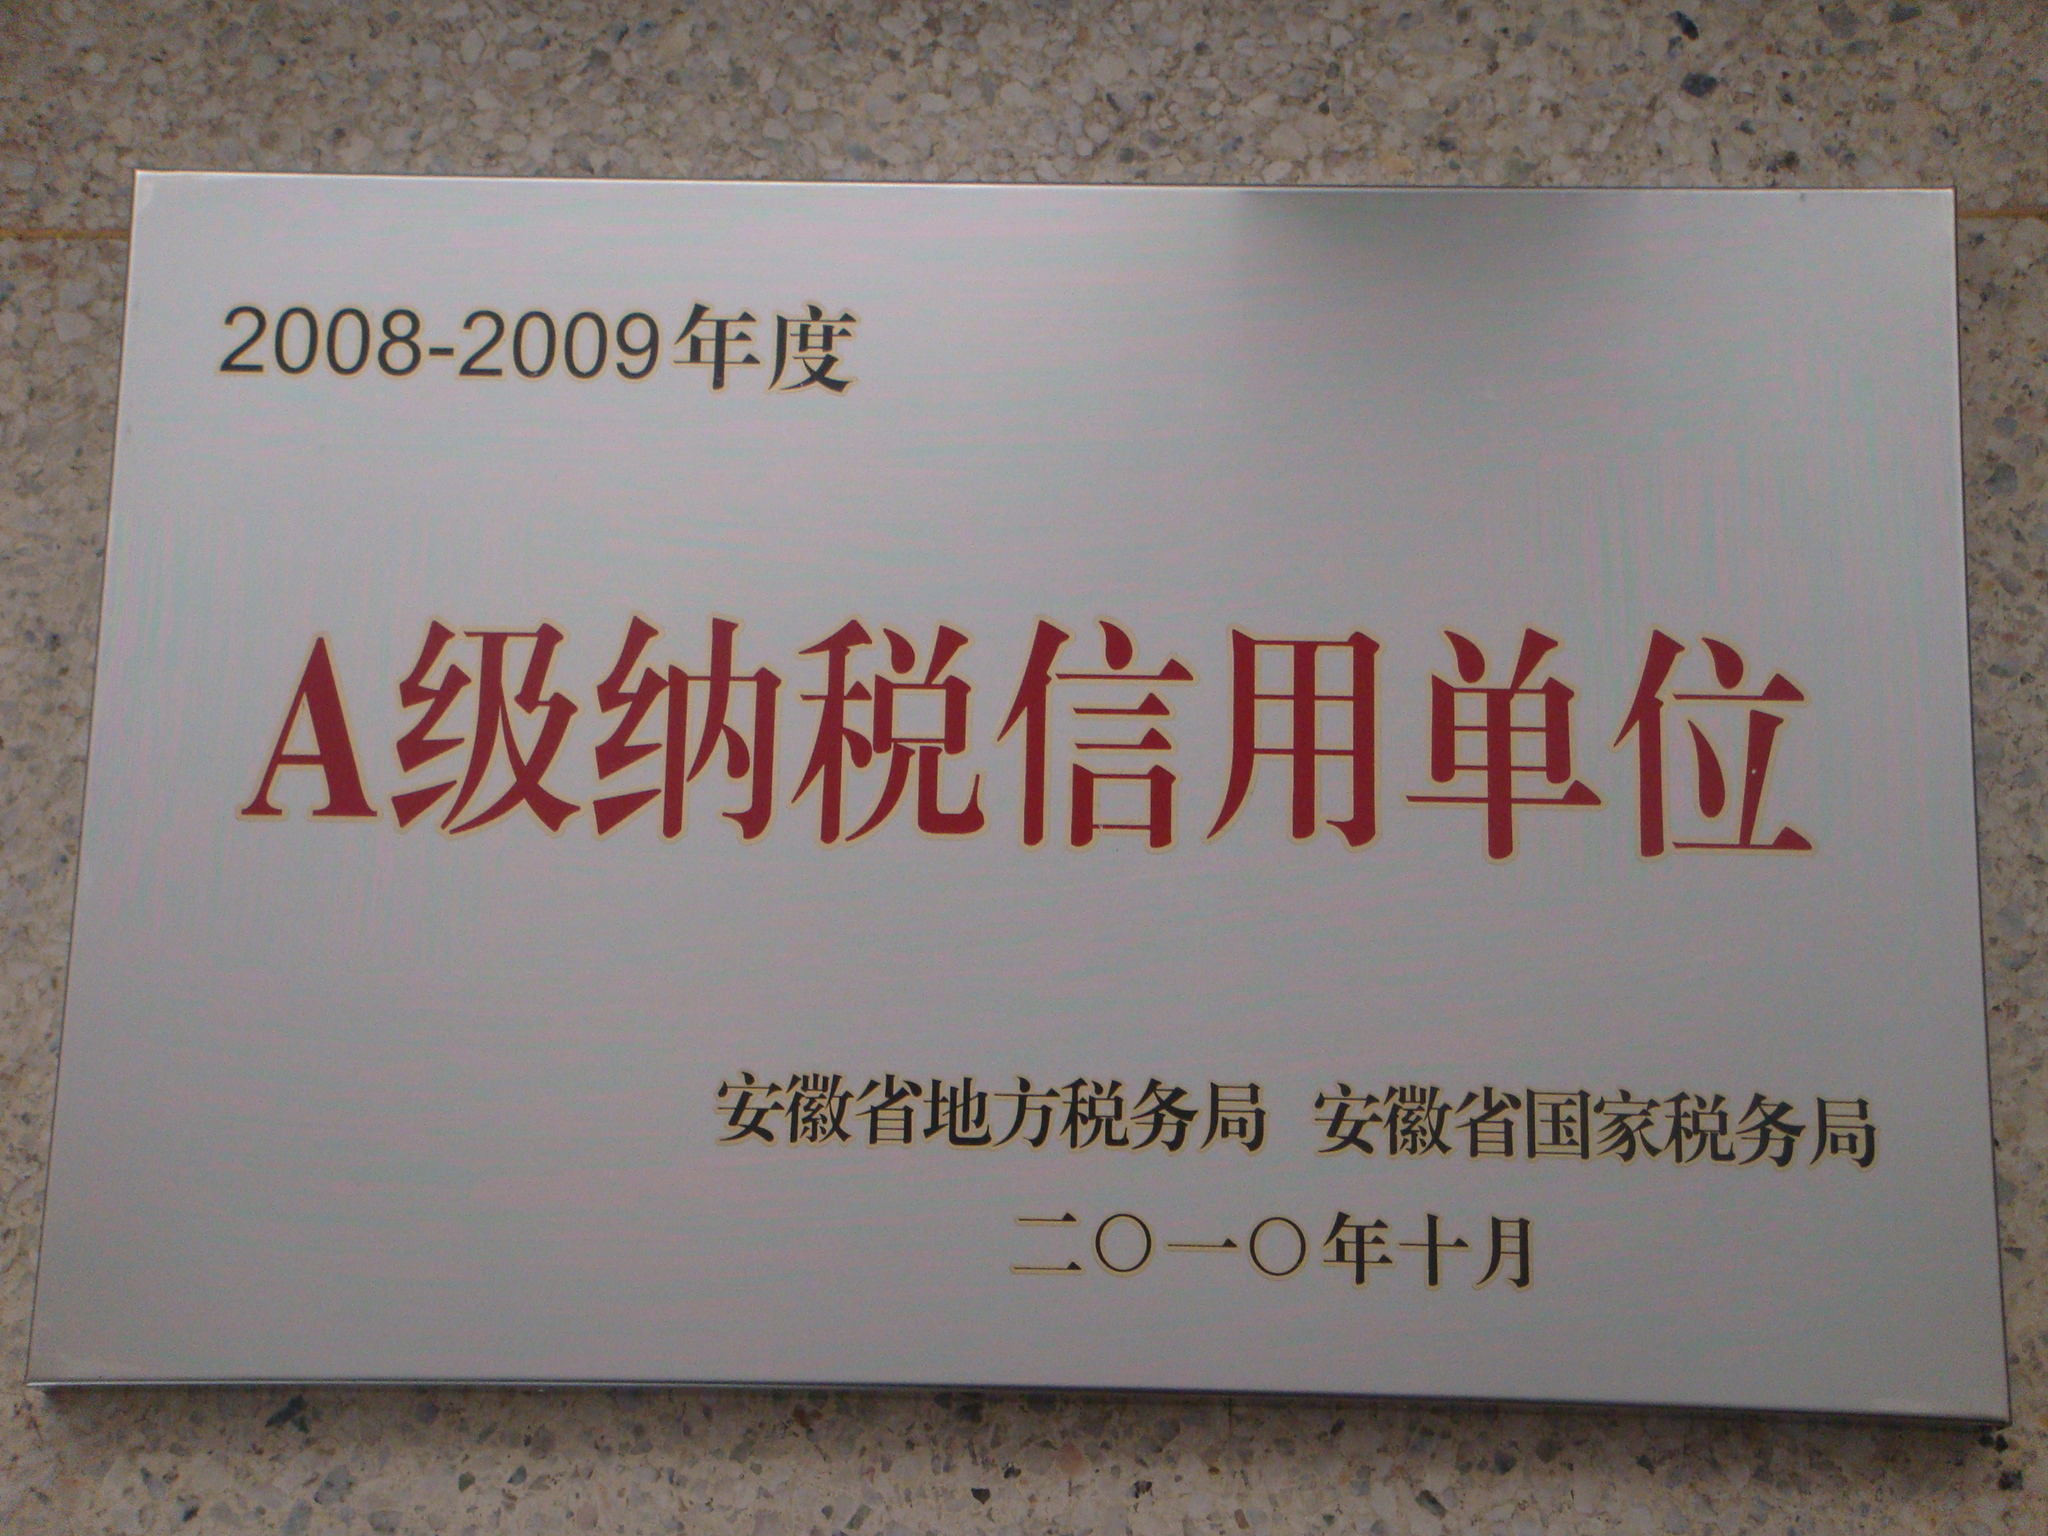 2008-2009年度
A级纳税信用单位
安徽省地方税务局 安徽省国家税务局
二〇一〇年十月